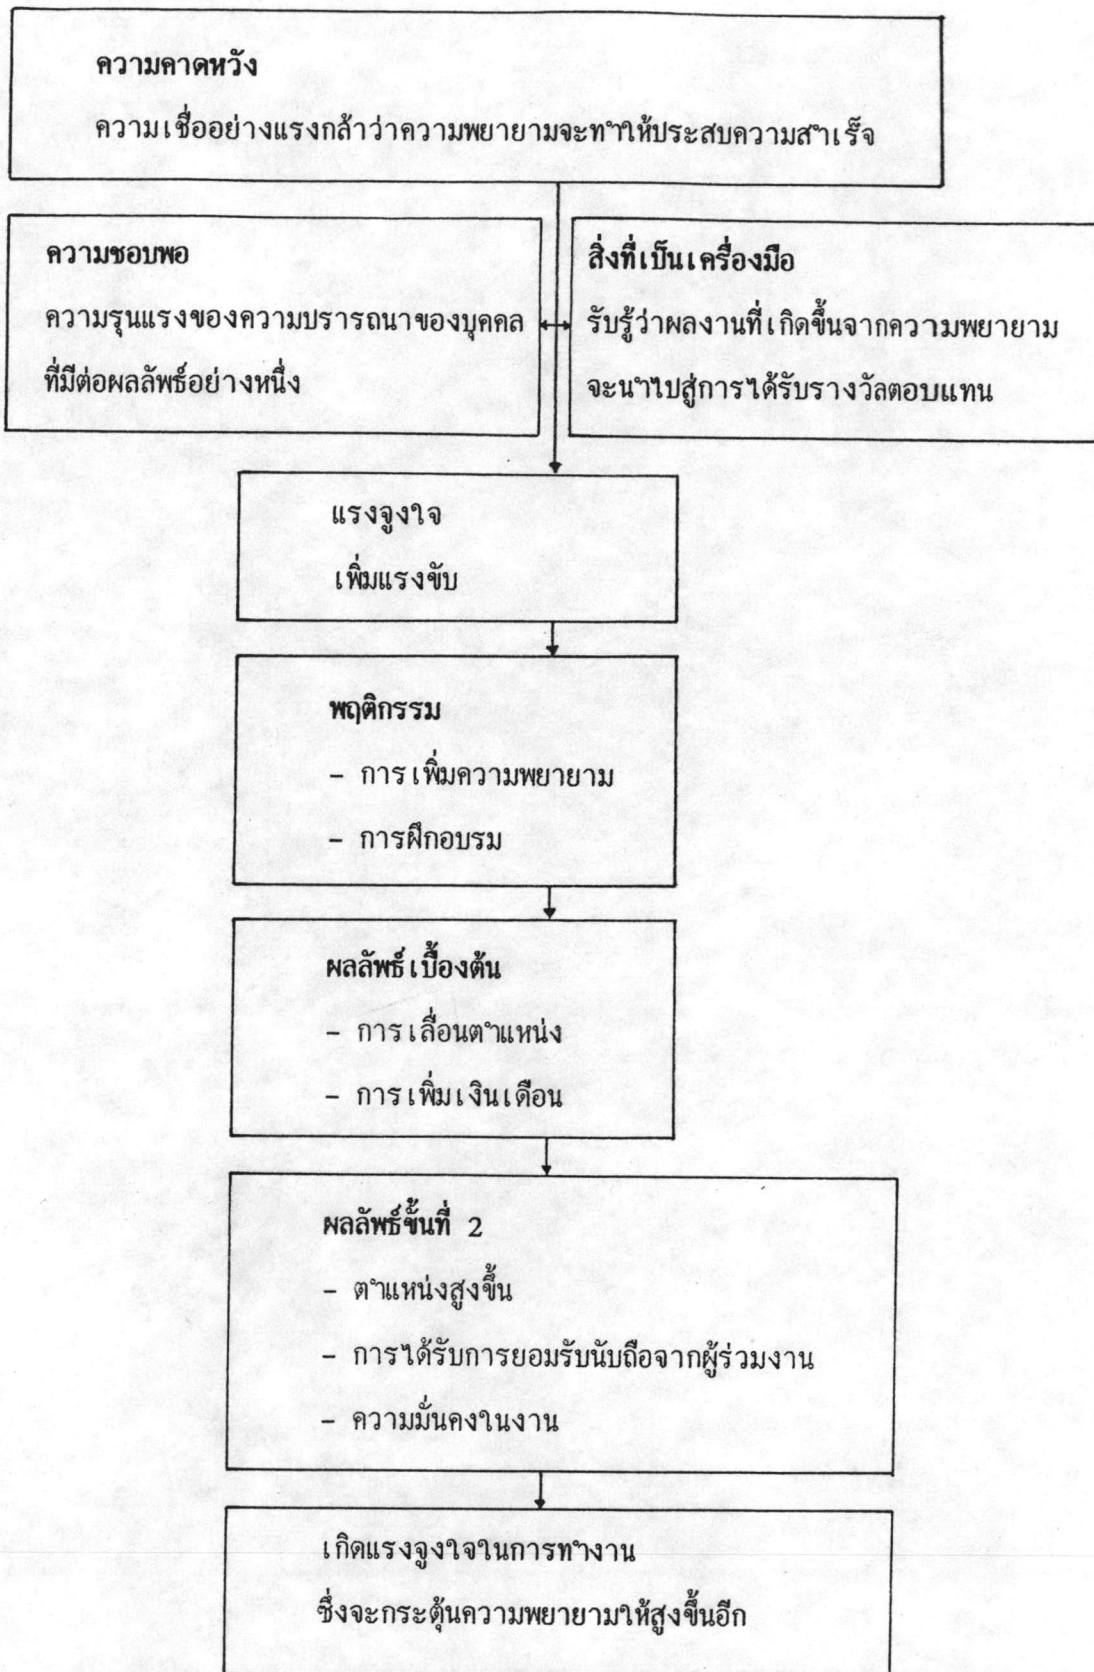 ความคาดหวัง
ความเชื่ออย่างแรงกล้าว่าความพยายามจะทำให้ประสบความสำเร็จ
ความชอบพอ
ความรุนแรงของความปรารถนาของบุคคล
ที่มีต่อผลลัพธ์อย่างหนึ่ง
สิ่งที่เป็นเครื่องมือ
รับรู้ว่าผลงานที่เกิดขึ้นจากความพยายาม
จะนำไปสู่การได้รับรางวัลตอบแทน
แรงจูงใจ
เพิ่มแรงขับ
พฤติกรรม
- การเพิ่มความพยายาม
- การฝึกอบรม
ผลลัพธ์เบื้องต้น
- การเลื่อนตำแหน่ง
- การเพิ่มเงินเดือน
ผลลัพธ์ขั้นที่ 2
- ตำแหน่งสูงขึ้น
- การได้รับการยอมรับนับถือจากผู้ร่วมงาน
- ความมั่นคงในงาน
เกิดแรงจูงใจในการทำงาน
ซึ่งจะกระตุ้นความพยายามให้สูงขึ้นอีก